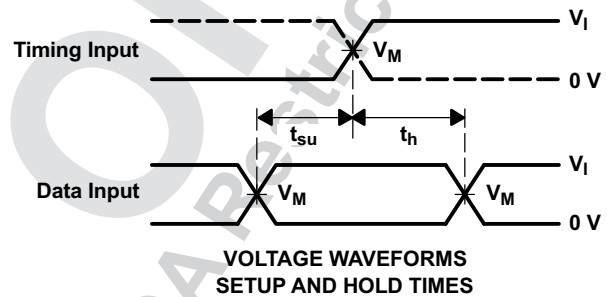 V_I
Timing Input
V_M
0 V
t_su
t_h
V_I
Data Input
V_M
V_M
0 V
VOLTAGE WAVEFORMS
SETUP AND HOLD TIMES